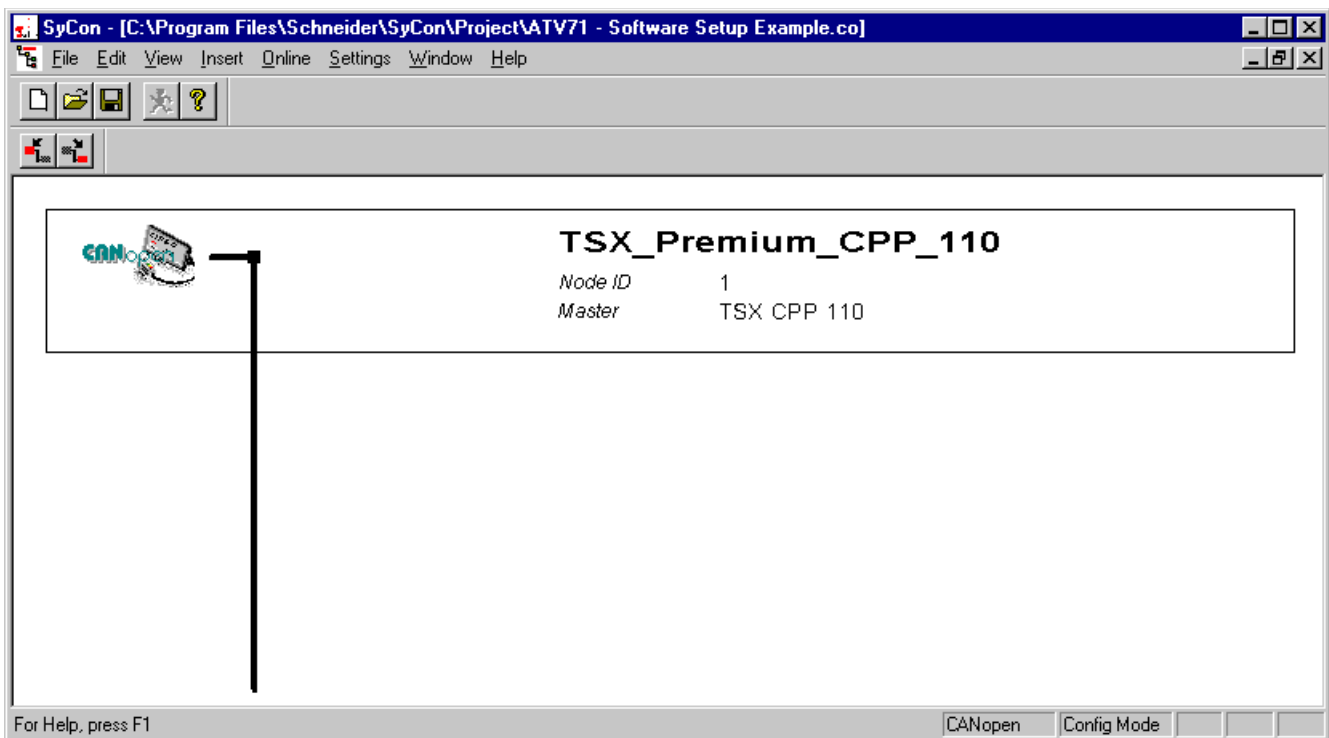 SyCon - [C:\Program Files\Schneider\SyCon\Project\ATV71 - Software Setup Example.co]
File Edit View Insert Online Settings Window Help
CANopen
TSX_Premium_CPP_110
Node ID 1
Master TSX CPP 110
For Help, press F1 CANopen Config Mode